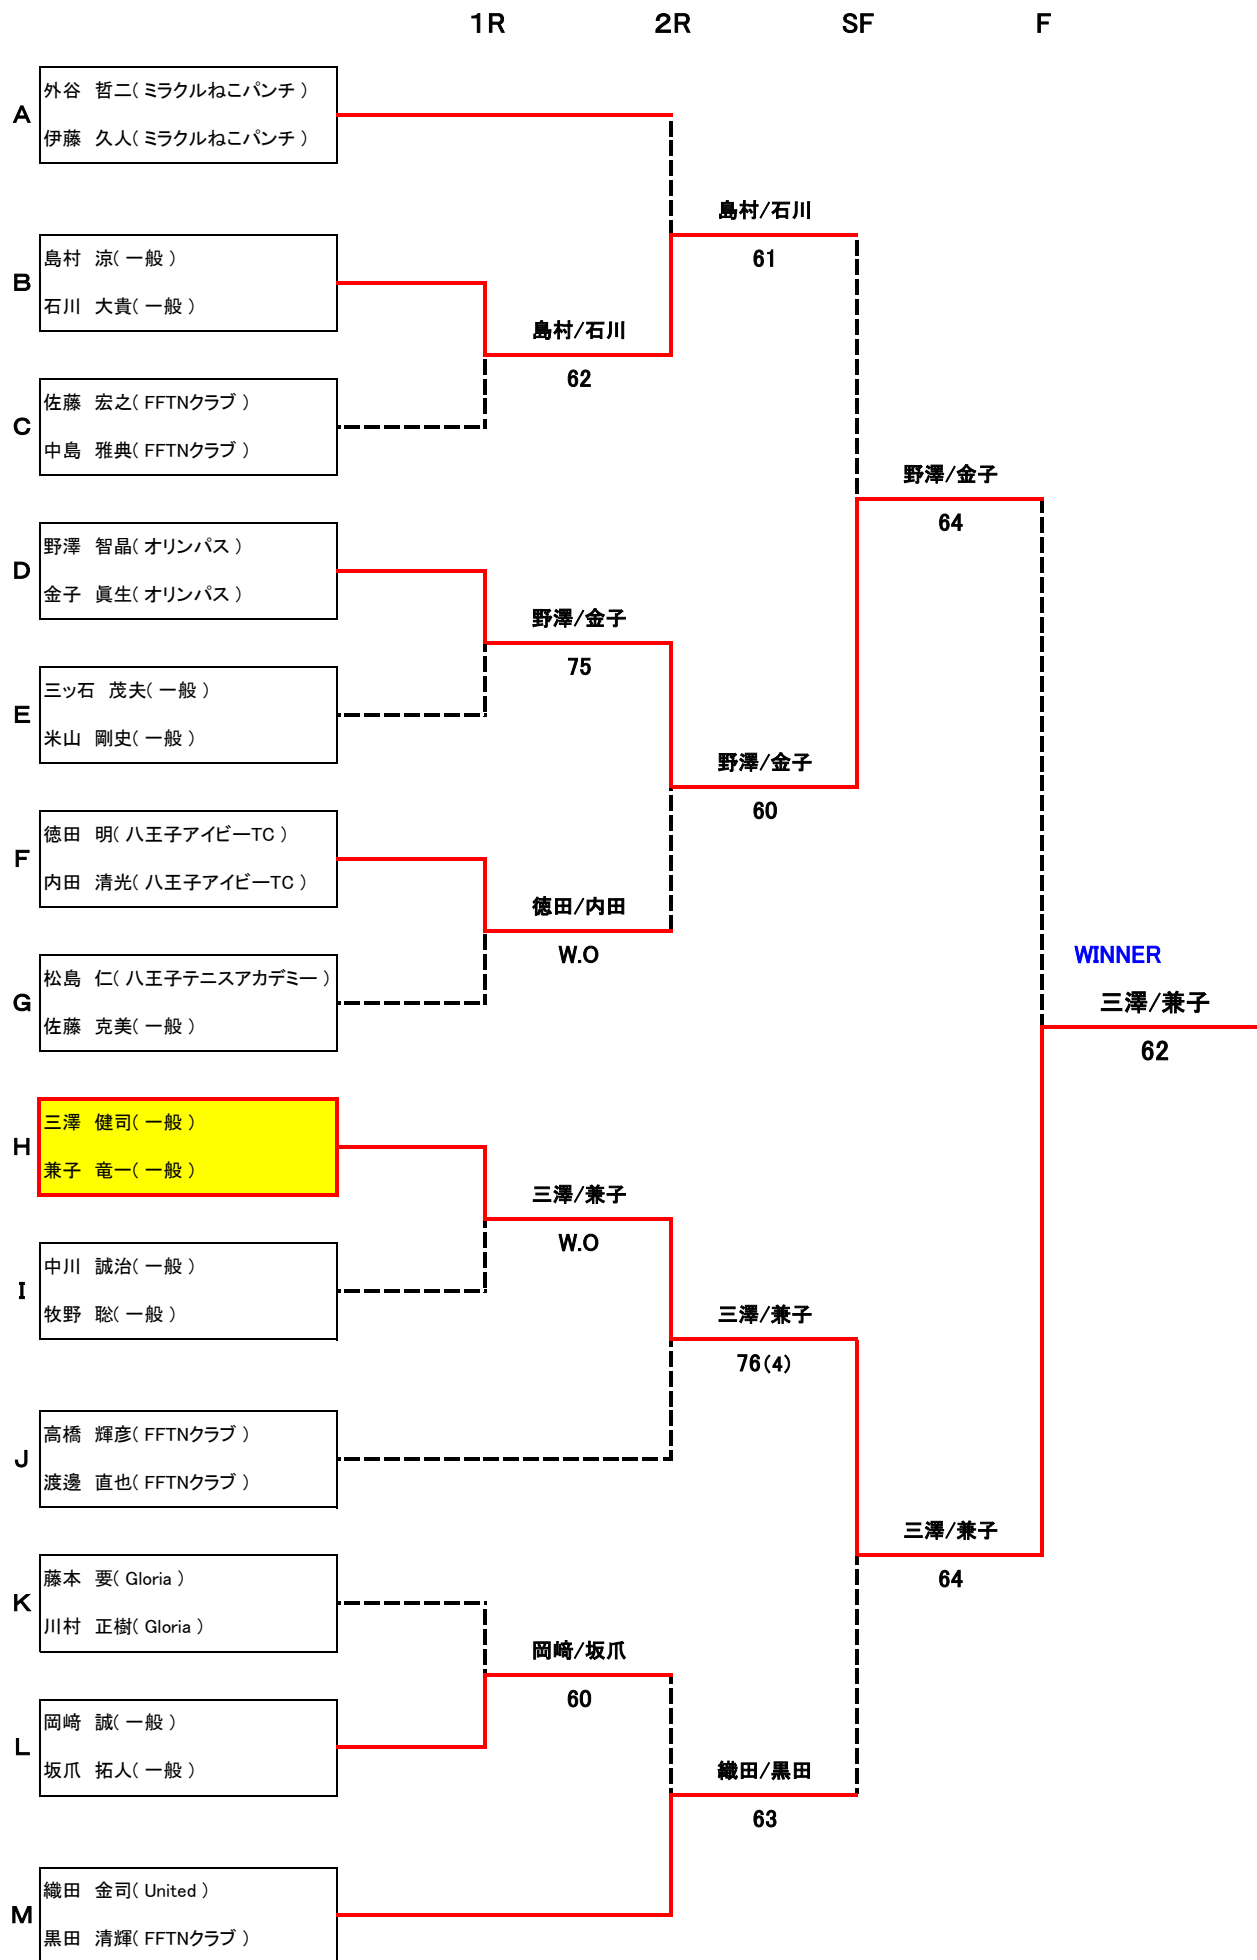 1R 2R SF F
A
外谷 哲二( ミラクルねこパンチ )
伊藤 久人( ミラクルねこパンチ )
島村/石川
61
B
島村 涼( 一般 )
石川 大貴( 一般 )
島村/石川
62
C
佐藤 宏之( FFTNクラブ )
中島 雅典( FFTNクラブ )
野澤/金子
64
D
野澤 智晶( オリンパス )
金子 眞生( オリンパス )
野澤/金子
75
E
三ッ石 茂夫( 一般 )
米山 剛史( 一般 )
野澤/金子
60
F
徳田 明( 八王子アイビーTC )
内田 清光( 八王子アイビーTC )
徳田/内田
W.O
G
松島 仁( 八王子テニスアカデミー )
佐藤 克美( 一般 )
WINNER
三澤/兼子
62
H
三澤 健司( 一般 )
兼子 竜一( 一般 )
三澤/兼子
W.O
I
中川 誠治( 一般 )
牧野 聡( 一般 )
三澤/兼子
76(4)
J
高橋 輝彦( FFTNクラブ )
渡邊 直也( FFTNクラブ )
三澤/兼子
64
K
藤本 要( Gloria )
川村 正樹( Gloria )
岡﨑/坂爪
60
L
岡﨑 誠( 一般 )
坂爪 拓人( 一般 )
織田/黒田
63
M
織田 金司( United )
黒田 清輝( FFTNクラブ )